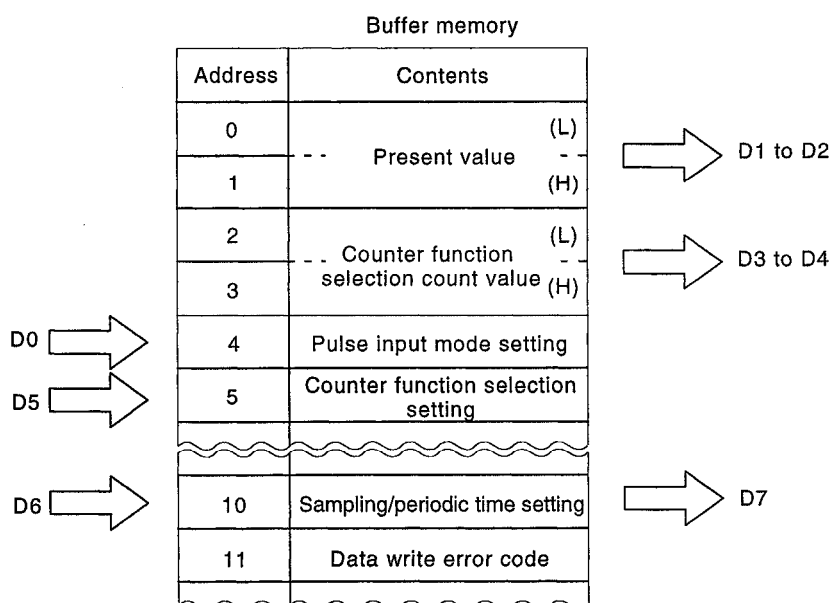 Buffer memory
Address Contents
0 (L)
Present value
D1 to D2
1 (H)
2 (L)
Counter function
selection count value
D3 to D4
3 (H)
D0 4 Pulse input mode setting
D5 5 Counter function selection
setting
D6 10 Sampling/periodic time setting D7
11 Data write error code